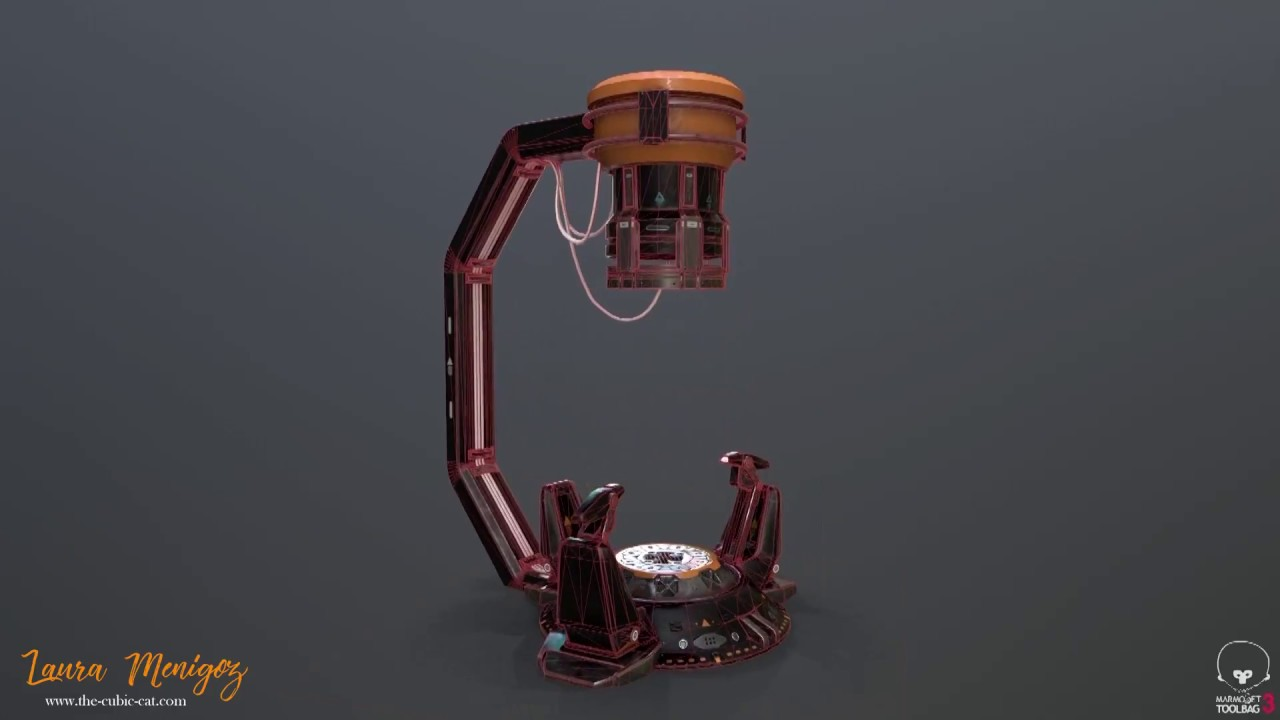 Laura Menigoz
www.the-cubic-cat.com
MARMOSET
TOOLBAG 3